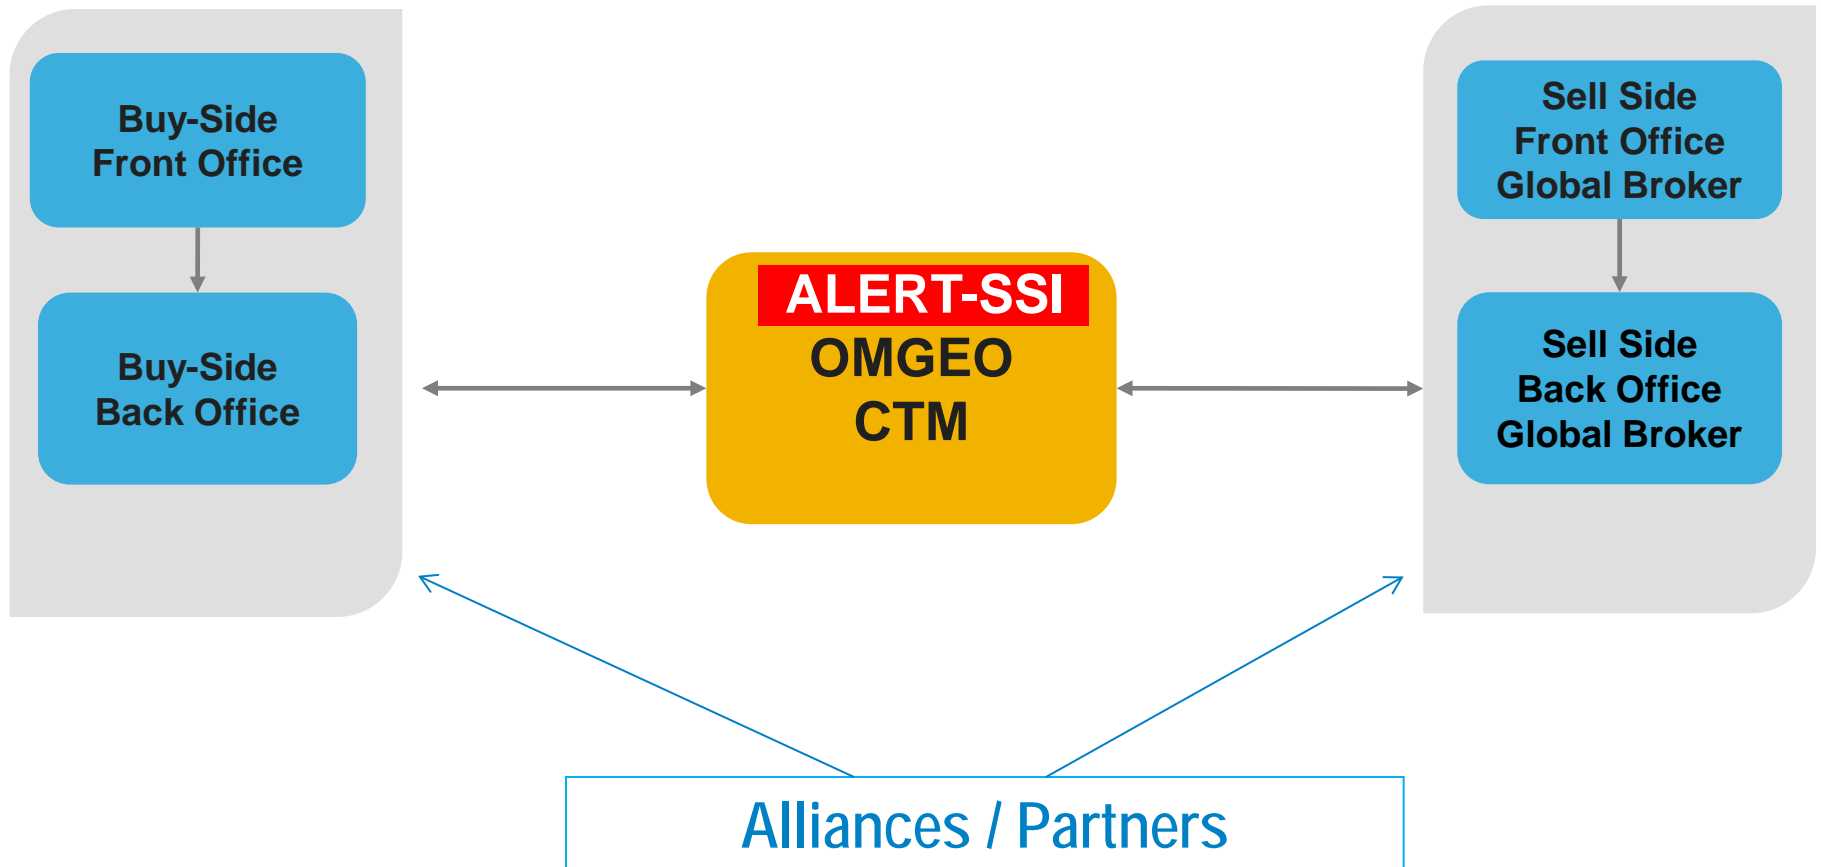 Buy-Side
Front Office
Buy-Side
Back Office
ALERT-SSI
OMGEO
CTM
Sell Side
Front Office
Global Broker
Sell Side
Back Office
Global Broker
Alliances / Partners